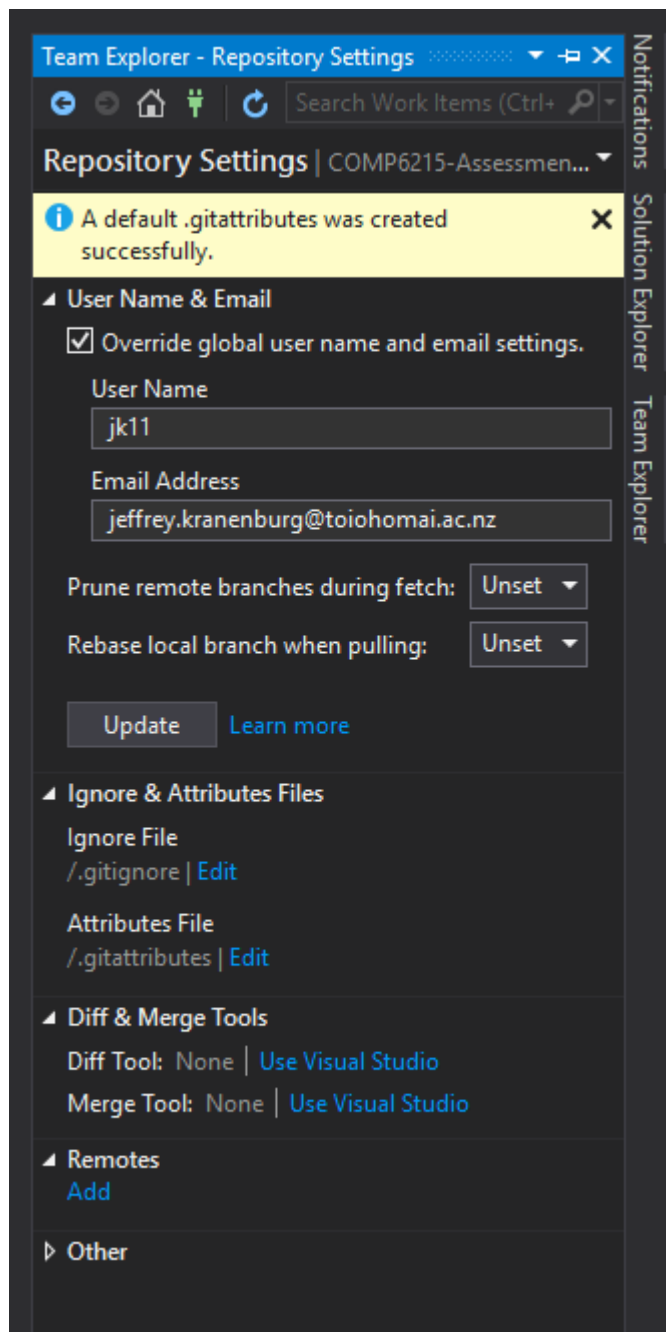 Team Explorer - Repository Settings
Search Work Items (Ctrl+
Repository Settings | COMP6215-Assessmen...
A default .gitattributes was created
successfully.
User Name & Email
Override global user name and email settings.
User Name
jk11
Email Address
jeffrey.kranenburg@toiohomai.ac.nz
Prune remote branches during fetch: Unset
Rebase local branch when pulling: Unset
Update Learn more
Ignore & Attributes Files
Ignore File
/.gitignore | Edit
Attributes File
/.gitattributes | Edit
Diff & Merge Tools
Diff Tool: None | Use Visual Studio
Merge Tool: None | Use Visual Studio
Remotes
Add
Other
Notifications
Solution Explorer
Team Explorer